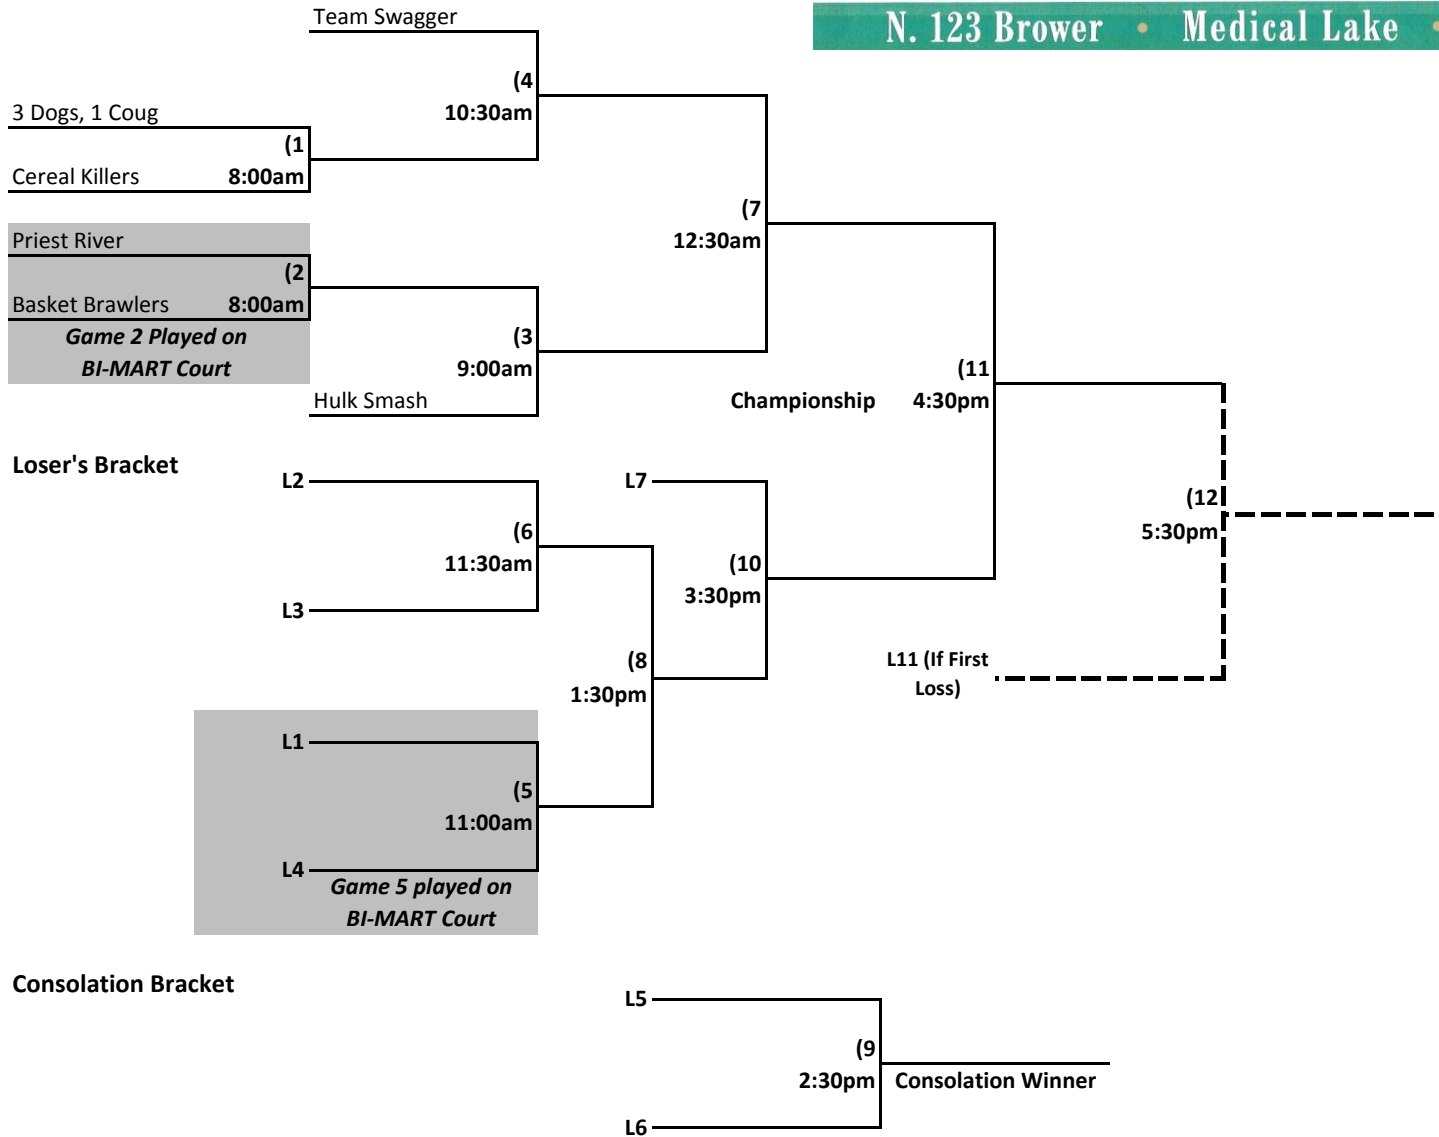 Team Swagger
N. 123 Brower • Medical Lake •
(4
10:30am
3 Dogs, 1 Coug
(1
Cereal Killers 8:00am
(7
12:30am
Priest River
(2
Basket Brawlers 8:00am
Game 2 Played on
BI-MART Court
(3
9:00am
Hulk Smash
(11
Championship 4:30pm
Loser's Bracket
L2
L7
(12
5:30pm
(6
11:30am
(10
3:30pm
L3
(8
1:30pm
L11 (If First
Loss)
L1
(5
11:00am
L4
Game 5 played on
BI-MART Court
Consolation Bracket
L5
(9
2:30pm Consolation Winner
L6